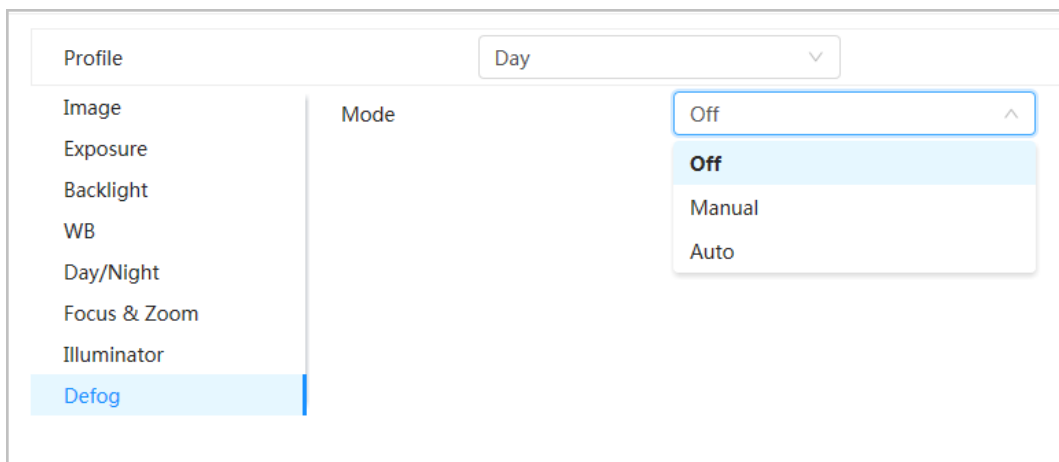 Profile Day
Image
Mode Off
Exposure
Off
Backlight
Manual
WB
Auto
Day/Night
Focus & Zoom
Illuminator
Defog